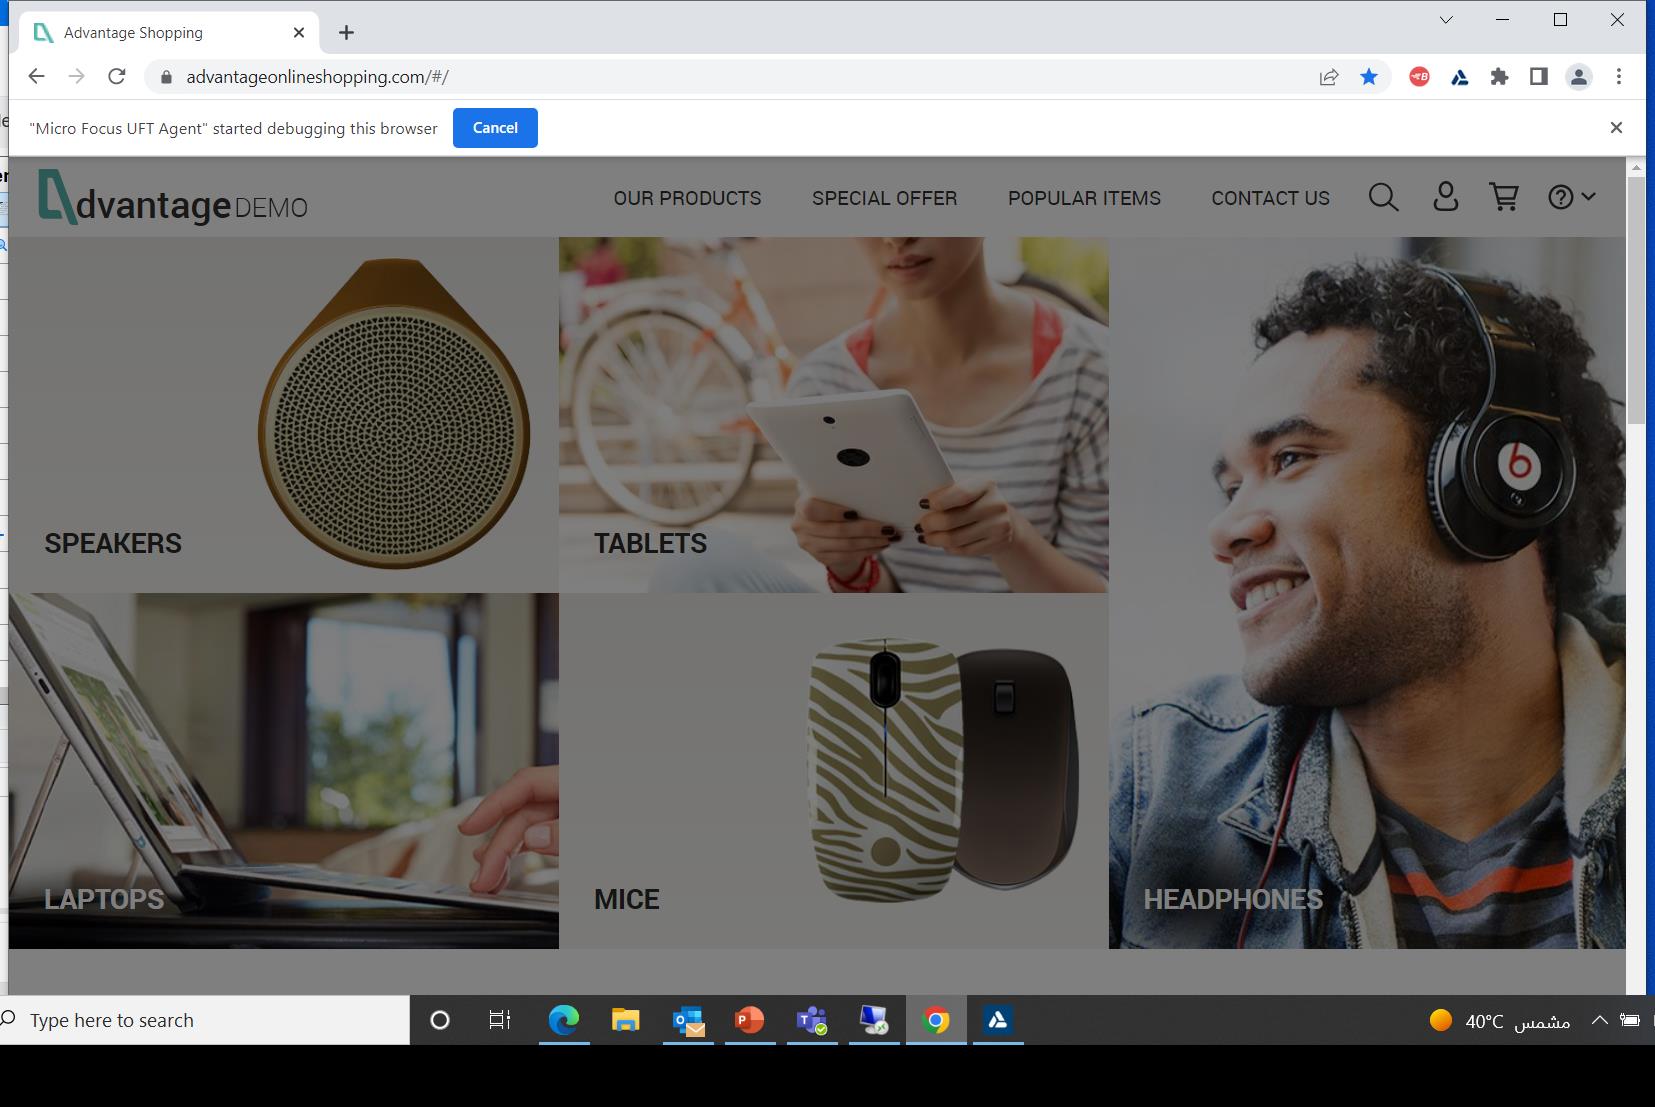 Advantage Shopping
advantageonlineshopping.com/#/
"Micro Focus UFT Agent" started debugging this browser
Cancel
dvantage DEMO
OUR PRODUCTS
SPECIAL OFFER
POPULAR ITEMS
CONTACT US
SPEAKERS
TABLETS
LAPTOPS
MICE
HEADPHONES
Type here to search
40°C مشمس